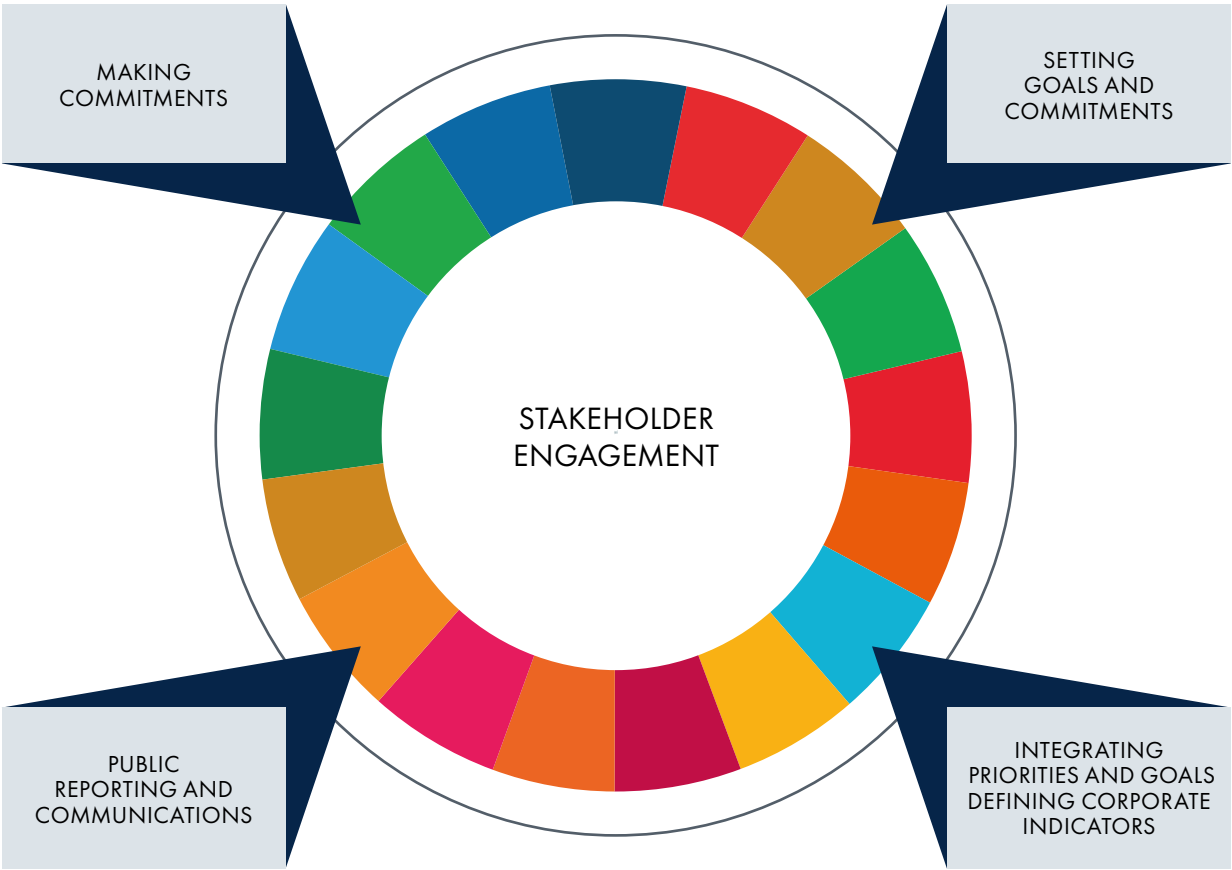 MAKING
COMMITMENTS
SETTING
GOALS AND
COMMITMENTS
STAKEHOLDER
ENGAGEMENT
PUBLIC
REPORTING AND
COMMUNICATIONS
INTEGRATING
PRIORITIES AND GOALS
DEFINING CORPORATE
INDICATORS